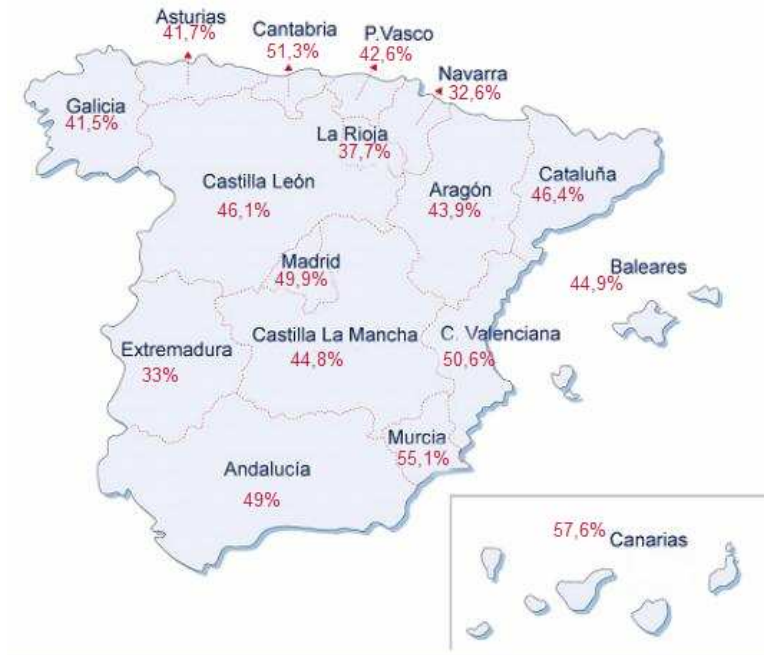 Asturias
41,7%
Cantabria
51,3%
P.Vasco
42,6%
Navarra
32,6%
Galicia
41,5%
La Rioja
37,7%
Castilla León
46,1%
Aragón
43,9%
Cataluña
46,4%
Madrid
49,9%
Baleares
44,9%
Extremadura
33%
Castilla La Mancha
44,8%
C. Valenciana
50,6%
Murcia
55,1%
Andalucía
49%
57,6% Canarias